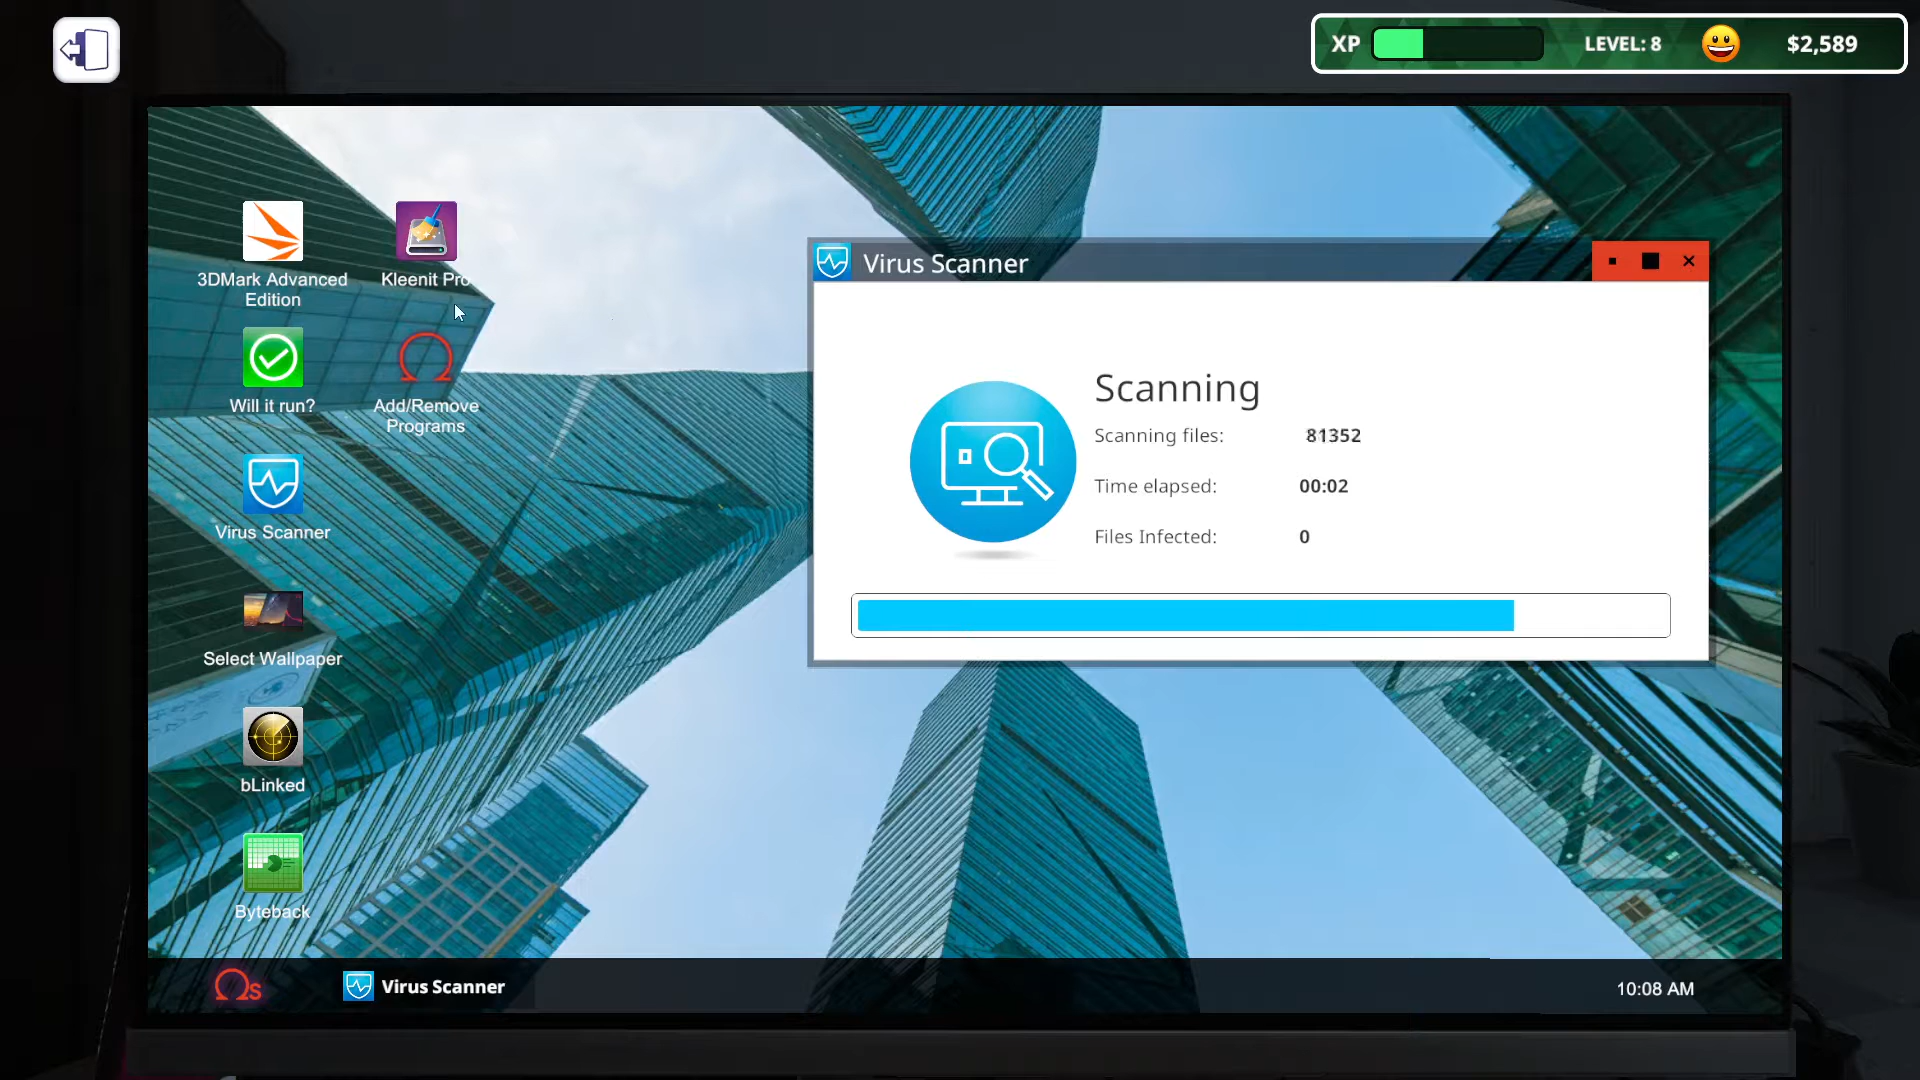 XP
LEVEL: 8
$2,589
3DMark Advanced
Edition
Kleenit Pro
Will it run?
Add/Remove
Programs
Virus Scanner
Select Wallpaper
bLinked
Byteback
Virus Scanner
Scanning
Scanning files: 81352
Time elapsed: 00:02
Files Infected: 0
Ωs
Virus Scanner
10:08 AM